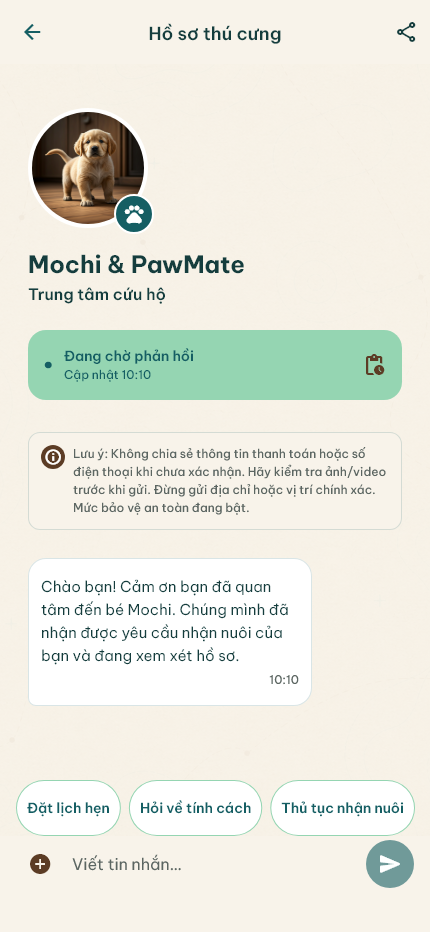 Hồ sơ thú cưng
Mochi & PawMate
Trung tâm cứu hộ
Đang chờ phản hồi
Cập nhật 10:10
Lưu ý: Không chia sẻ thông tin thanh toán hoặc số
điện thoại khi chưa xác nhận. Hãy kiểm tra ảnh/video
trước khi gửi. Đừng gửi địa chỉ hoặc vị trí chính xác.
Mức bảo vệ an toàn đang bật.
Chào bạn! Cảm ơn bạn đã quan
tâm đến bé Mochi. Chúng mình đã
nhận được yêu cầu nhận nuôi của
bạn và đang xem xét hồ sơ.
10:10
Đặt lịch hẹn
Hỏi về tính cách
Thủ tục nhận nuôi
Viết tin nhắn...